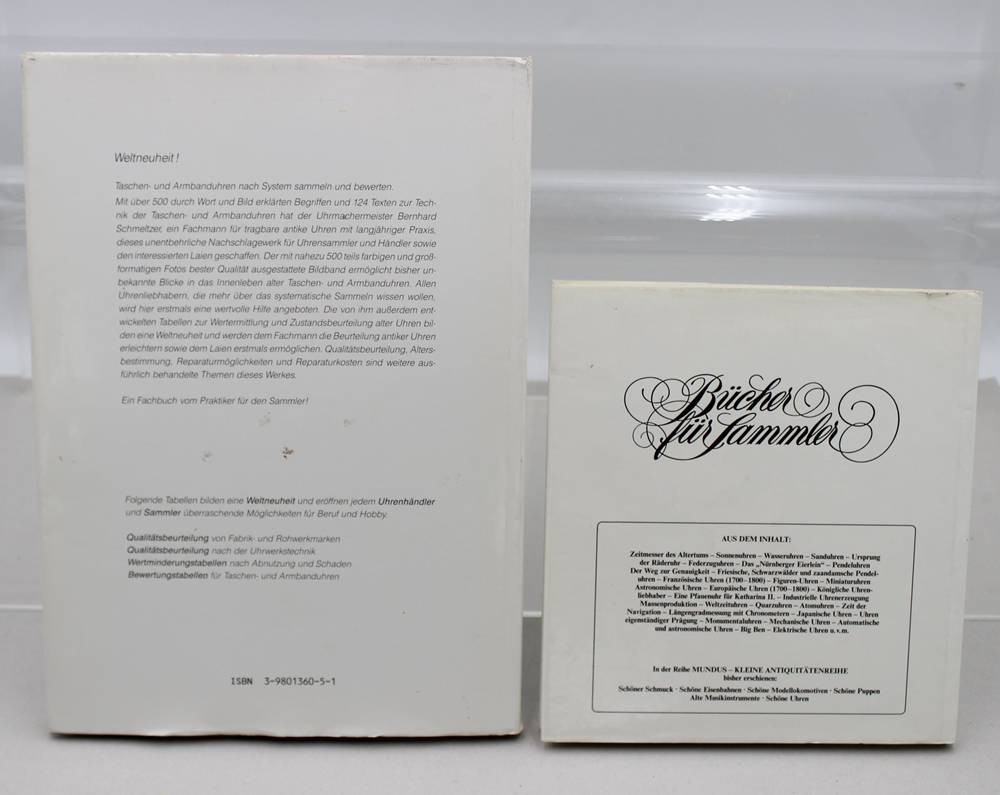 Weltneuheit!
Taschen- und Armbanduhren nach System sammeln und bewerten.
Mit über 500 durch Wort und Bild erklärten Begriffen und 124 Texten zur Tech-
nik der Taschen- und Armbanduhren hat der Uhrmachermeister Bernhard
Schmeltzer, ein Fachmann für tragbare antike Uhren mit langjähriger Praxis,
dieses unentbehrliche Nachschlagewerk für Uhrensammler und Händler sowie
den interessierten Laien geschaffen. Der mit nahezu 500 teils farbigen und groß-
formatigen Fotos bester Qualität ausgestattete Bildband ermöglicht bisher un-
bekannte Blicke in das Innenleben alter Taschen- und Armbanduhren. Allen
Uhrenliebhabern, die mehr über das systematische Sammeln wissen wollen,
wird hier erstmals eine wertvolle Hilfe angeboten. Die von ihm außerdem ent-
wickelten Tabellen zur Wertermittlung und Zustandsbeurteilung alter Uhren bil-
den eine Weltneuheit und werden dem Fachmann die Beurteilung antiker Uhren
erleichtern sowie dem Laien erstmals ermöglichen. Qualitätsbeurteilung, Alters-
bestimmung, Reparaturmöglichkeiten und Reparaturkosten sind weitere aus-
führlich behandelte Themen dieses Werkes.
Ein Fachbuch vom Praktiker für den Sammler!
Folgende Tabellen bilden eine Weltneuheit und eröffnen jedem Uhrenhändler
und Sammler überraschende Möglichkeiten für Beruf und Hobby.
Qualitätsbeurteilung von Fabrik- und Rohwerkmarken
Qualitätsbeurteilung nach der Uhrwerkstechnik
Wertminderungstabellen nach Abnutzung und Schaden
Bewertungstabellen für Taschen- und Armbanduhren
ISBN 3-9801360-5-1
Bücher
für Sammler
AUS DEM INHALT:
Zeitmesser des Altertums – Sonnenuhren – Wasseruhren – Sanduhren – Ursprung
der Räderuhr – Federzuguhren – Das „Nürnberger Eierlein“ – Pendeluhren
Der Weg zur Genauigkeit – Friesische, Schwarzwälder und zaandamsche Pendel-
uhren – Französische Uhren (1700–1800) – Figuren-Uhren – Miniaturuhren
Astronomische Uhren – Europäische Uhren (1700–1800) – Königliche Uhren-
liebhaber – Eine Pfauenuhr für Katharina II. – Industrielle Uhrenerzeugung
Massenproduktion – Weltzeituhren – Quarzuhren – Atomuhren – Zeit der
Navigation – Längengradmessung mit Chronometern – Japanische Uhren – Uhren
eigenständiger Prägung – Monumentaluhren – Mechanische Uhren – Automatische
und astronomische Uhren – Big Ben – Elektrische Uhren u.v.m.
In der Reihe MUNDUS – KLEINE ANTIQUITÄTENREIHE
bisher erschienen:
Schöner Schmuck · Schöne Eisenbahnen · Schöne Modellokomotiven · Schöne Puppen
Alte Musikinstrumente · Schöne Uhren